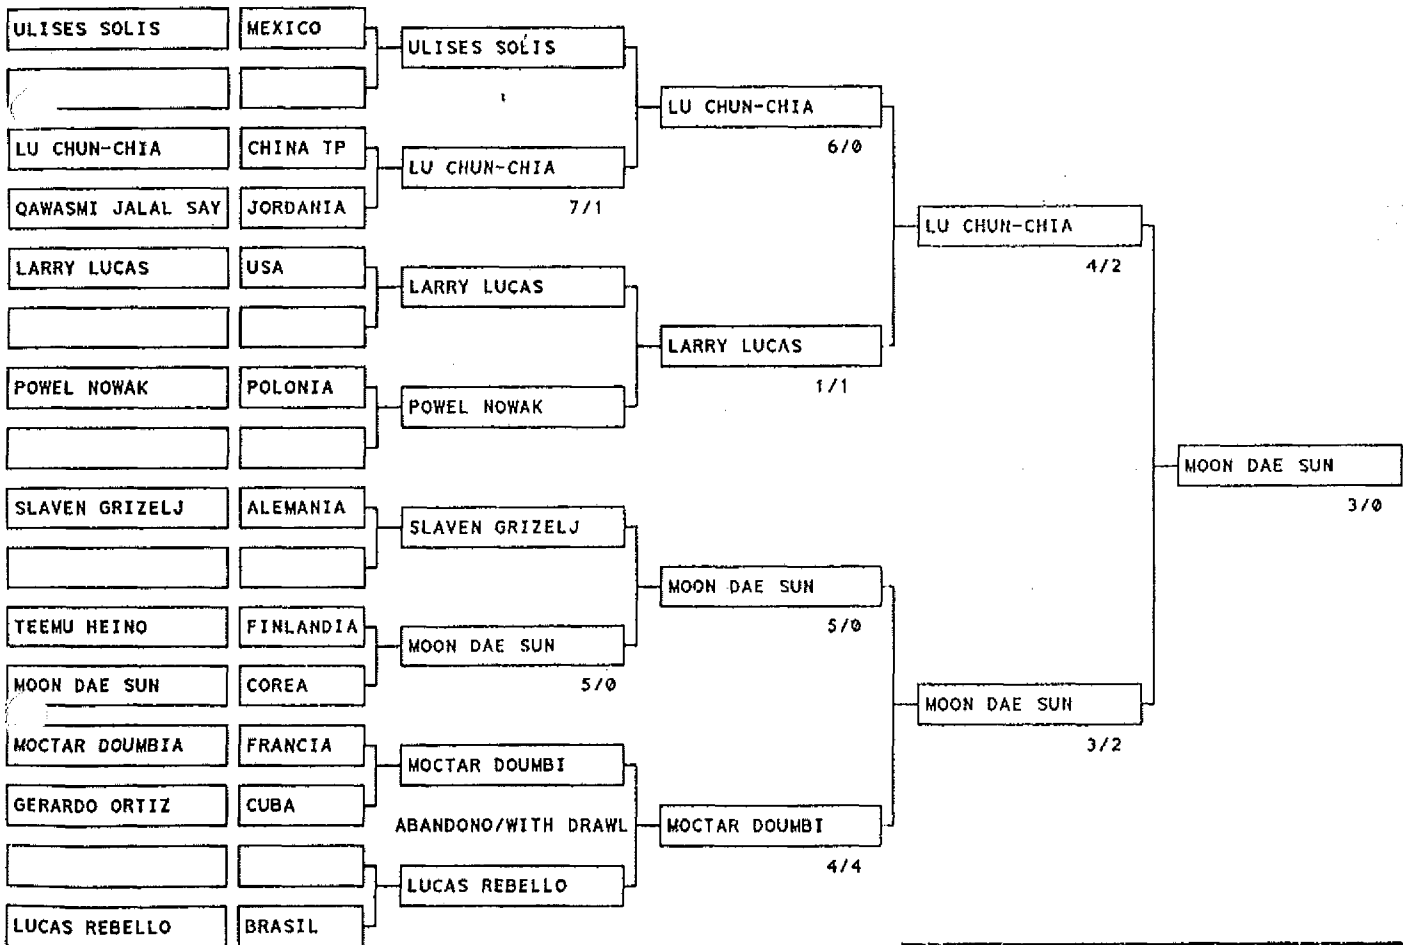 ULISES SOLIS MEXICO
ULISES SOLIS
LU CHUN-CHIA
LU CHUN-CHIA CHINA TP
6/0
LU CHUN-CHIA
QAWASMI JALAL SAY JORDANIA
7/1
LU CHUN-CHIA
LARRY LUCAS USA
4/2
LARRY LUCAS
LARRY LUCAS
POWEL NOWAK POLONIA
1/1
POWEL NOWAK
MOON DAE SUN
SLAVEN GRIZELJ ALEMANIA
3/0
SLAVEN GRIZELJ
MOON DAE SUN
TEEMU HEINO FINLANDIA
5/0
MOON DAE SUN
MOON DAE SUN COREA
5/0
MOON DAE SUN
MOCTAR DOUMBIA FRANCIA
3/2
MOCTAR DOUMBI
GERARDO ORTIZ CUBA
ABANDONO/WITH DRAWL
MOCTAR DOUMBI
4/4
LUCAS REBELLO
LUCAS REBELLO BRASIL